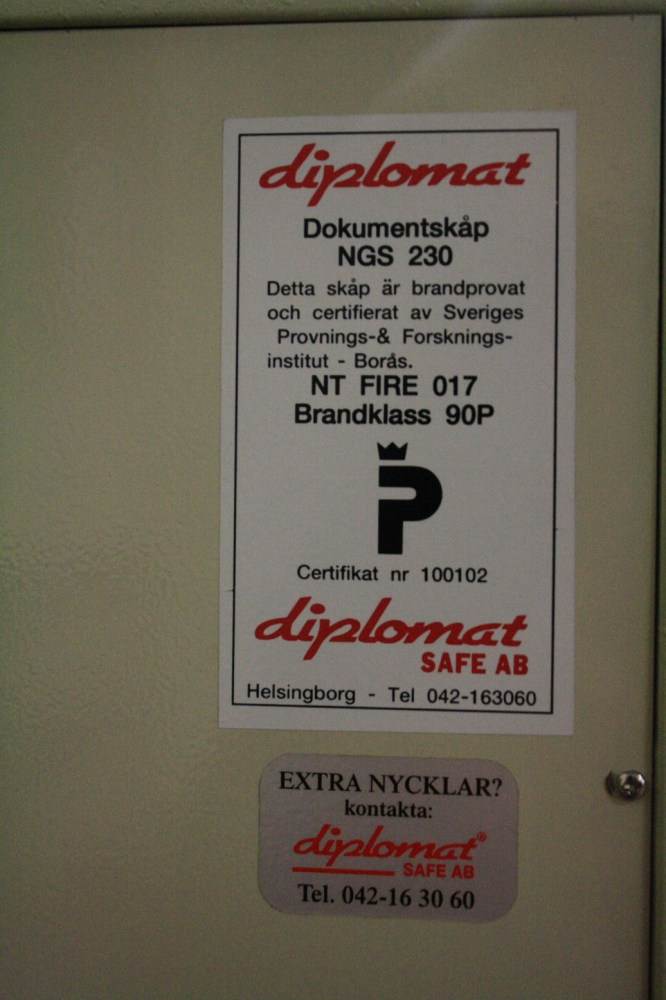 diplomat
Dokumentskåp
NGS 230
Detta skåp är brandprovat
och certifierat av Sveriges
Provnings-& Forsknings-
institut - Borås.
NT FIRE 017
Brandklass 90P
P
Certifikat nr 100102
diplomat
SAFE AB
Helsingborg - Tel 042-163060
EXTRA NYCKLAR?
kontakta:
diplomat®
SAFE AB
Tel. 042-16 30 60